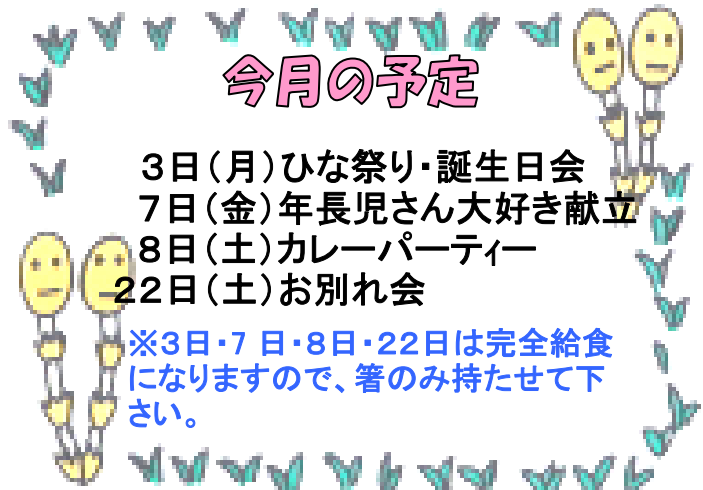 今月の予定
３日（月）ひな祭り・誕生日会
７日（金）年長児さん大好き献立
８日（土）カレーパーティー
２２日（土）お別れ会
※３日・７日・８日・２２日は完全給食
になりますので、箸のみ持たせて下
さい。